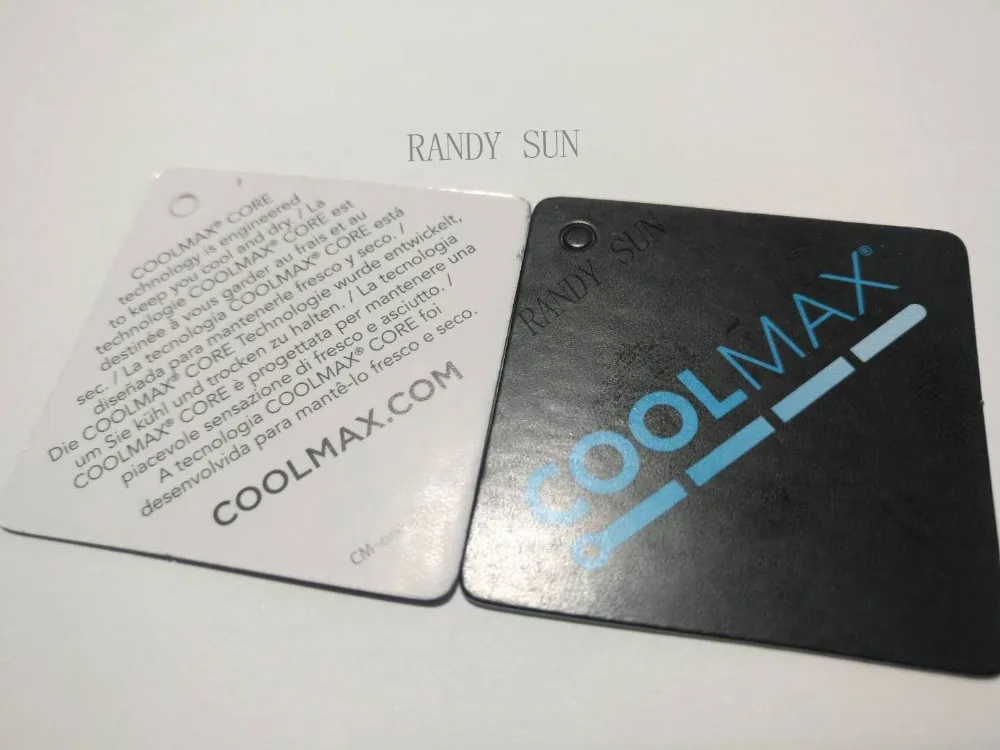 RANDY SUN
COOLMAX® CORE
technology is engineered
to keep you cool and dry. / La
technologie COOLMAX® CORE est
destinée à vous garder au frais et au
sec. / La tecnología COOLMAX® CORE está
diseñada para mantenerle fresco y seco. /
Die COOLMAX® CORE Technologie wurde entwickelt,
um Sie kühl und trocken zu halten. / La tecnologia
COOLMAX® CORE è progettata per mantenere una
piacevole sensazione di fresco e asciutto. /
A tecnologia COOLMAX® CORE foi
desenvolvida para mantê-lo fresco e seco.
COOLMAX.COM
RANDY SUN
COOLMAX®